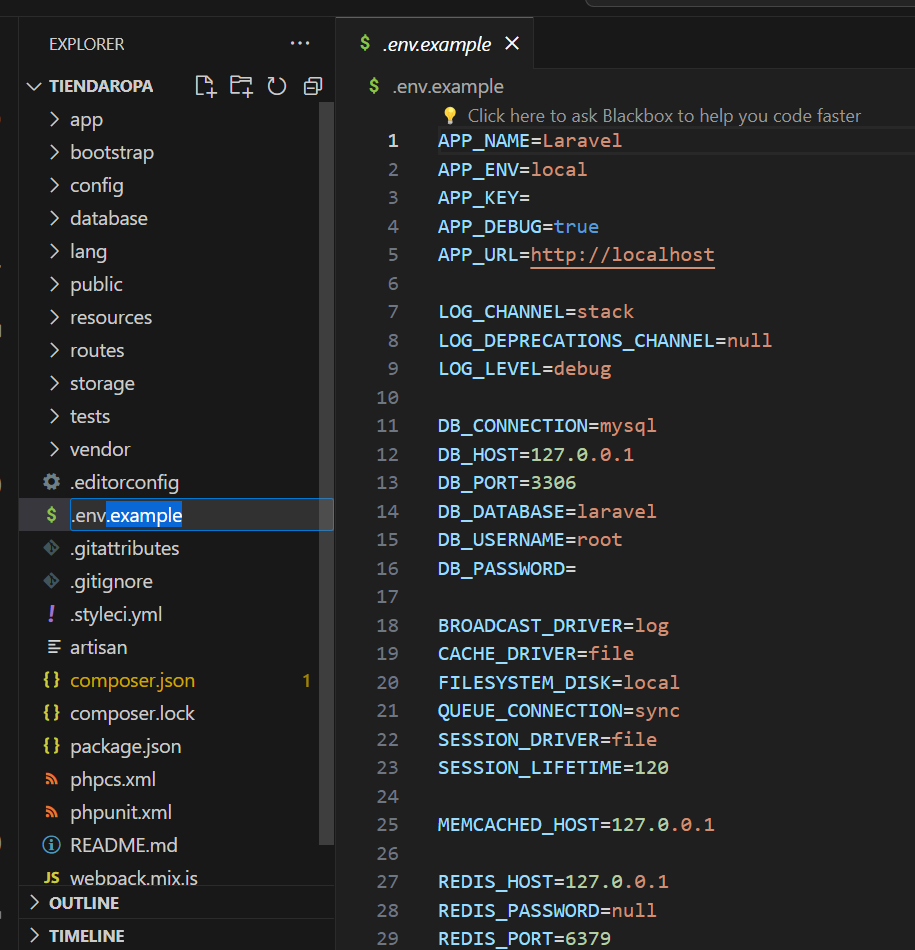 EXPLORER
···
TIENDAROPA
app
bootstrap
config
database
lang
public
resources
routes
storage
tests
vendor
.editorconfig
$ .env.example
.gitattributes
.gitignore
! .styleci.yml
artisan
{} composer.json 1
{} composer.lock
{} package.json
phpcs.xml
phpunit.xml
README.md
JS webpack.mix.js
OUTLINE
TIMELINE
$ .env.example
$ .env.example
Click here to ask Blackbox to help you code faster
1 APP_NAME=Laravel
2 APP_ENV=local
3 APP_KEY=
4 APP_DEBUG=true
5 APP_URL=http://localhost
6
7 LOG_CHANNEL=stack
8 LOG_DEPRECATIONS_CHANNEL=null
9 LOG_LEVEL=debug
10
11 DB_CONNECTION=mysql
12 DB_HOST=127.0.0.1
13 DB_PORT=3306
14 DB_DATABASE=laravel
15 DB_USERNAME=root
16 DB_PASSWORD=
17
18 BROADCAST_DRIVER=log
19 CACHE_DRIVER=file
20 FILESYSTEM_DISK=local
21 QUEUE_CONNECTION=sync
22 SESSION_DRIVER=file
23 SESSION_LIFETIME=120
24
25 MEMCACHED_HOST=127.0.0.1
26
27 REDIS_HOST=127.0.0.1
28 REDIS_PASSWORD=null
29 REDIS_PORT=6379